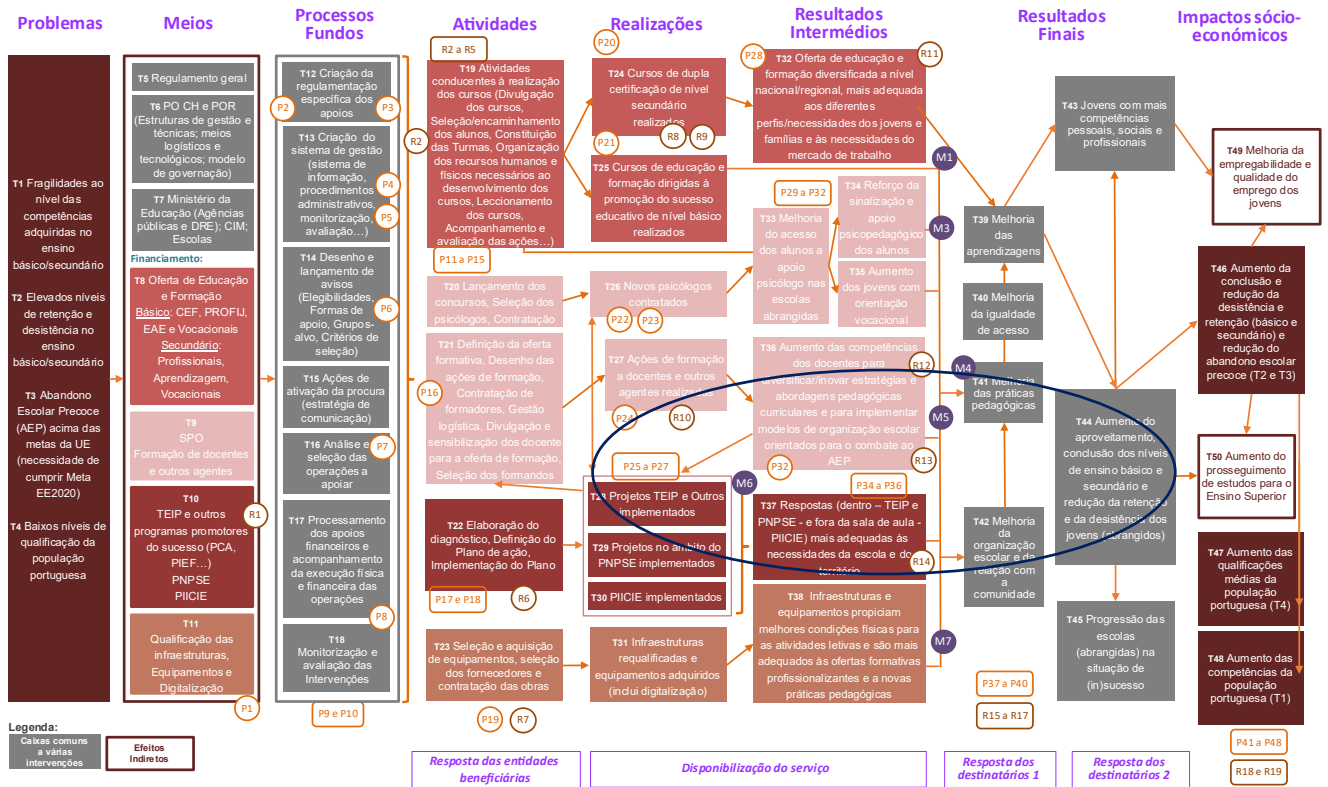 Problemas
Meios
Processos
Fundos
Atividades
Realizações
Resultados
Intermédios
Resultados
Finais
Impactos sócio-
económicos
T1 Fragilidades ao
nível das
competências
adquiridas no
ensino
básico/secundário
T2 Elevados níveis
de retenção e
desistência no
ensino
básico/secundário
T3 Abandono
Escolar Precoce
(AEP) acima das
metas da UE
(necessidade de
cumprir Meta
EE2020)
T4 Baixos níveis de
qualificação da
população
portuguesa
T5 Regulamento geral
T6 PO CH e POR
(Estruturas de gestão e
técnicas; meios
logísticos e
tecnológicos; modelo
de governação)
T7 Ministério da
Educação (Agências
públicas e DRE); CIM;
Escolas
Financiamento:
T8 Oferta de Educação
e Formação
Básico: CEF, PROFIJ,
EAE e Vocacionais
Secundário:
Profissionais,
Aprendizagem,
Vocacionais
T9
SPO
Formação de docentes
e outros agentes
T10
TEIP e outros
programas promotores
do sucesso (PCA,
PIEF...)
PNPSE
PIICIE
R1
T11
Qualificação das
infraestruturas,
Equipamentos e
Digitalização
P1
T12 Criação da
regulamentação
específica dos
apoios
P2
P3
T13 Criação do
sistema de gestão
(sistema de
informação,
procedimentos
administrativos,
monitorização,
avaliação...)
P4
P5
T14 Desenho e
lançamento de
avisos
(Elegibilidades,
Formas de
apoio, Grupos-
alvo, Critérios de
seleção)
P6
T15 Ações de
ativação da procura
(estratégia de
comunicação)
T16 Análise e
seleção das
operações a
apoiar
P7
T17 Processamento
dos apoios
financeiros e
acompanhamento
da execução física
e financeira das
operações
P8
T18
Monitorização e
avaliação das
Intervenções
P9 e P10
R2
R2 a R5
T19 Atividades
conducentes à realização
dos cursos (Divulgação
dos cursos,
Seleção/encaminhamento
dos alunos, Constituição
das Turmas, Organização
dos recursos humanos e
físicos necessários ao
desenvolvimento dos
cursos, Leccionamento
dos cursos,
Acompanhamento e
avaliação das ações...)
P11 a P15
T20 Lançamento dos
concursos, Seleção dos
psicólogos, Contratação
T21 Definição da oferta
formativa, Desenho das
ações de formação,
Contratação de
formadores, Gestão
logística, Divulgação e
sensibilização dos docente
para a oferta de formação,
Seleção dos formandos
P16
T22 Elaboração do
diagnóstico, Definição do
Plano de ação,
Implementação do Plano
P17 e P18
R6
T23 Seleção e aquisição
de equipamentos, seleção
dos fornecedores e
contratação das obras
P19
R7
P20
T24 Cursos de dupla
certificação de nível
secundário
realizados
R8
R9
P21
T25 Cursos de educação e
formação dirigidas à
promoção do sucesso
educativo de nível básico
realizados
T26 Novos psicólogos
contratados
P22
P23
T27 Ações de formação
a docentes e outros
agentes realizadas
P24
R10
P25 a P27
T28 Projetos TEIP e Outros
implementados
T29 Projetos no âmbito do
PNPSE implementados
T30 PIICIE implementados
T31 Infraestruturas
requalificadas e
equipamentos adquiridos
(inclui digitalização)
P28
R11
T32 Oferta de educação e
formação diversificada a nível
nacional/regional, mais adequada
aos diferentes
perfis/necessidades dos jovens e
famílias e às necessidades do
mercado de trabalho
M1
P29 a P32
T33 Melhoria
do acesso
dos alunos a
apoio
psicólogo nas
escolas
abrangidas
T34 Reforço da
sinalização e
apoio
psicopedagógico
dos alunos
M3
T35 Aumento
dos jovens com
orientação
vocacional
T36 Aumento das competências
dos docentes para
diversificar/inovar estratégias e
abordagens pedagógicas
curriculares e para implementar
modelos de organização escolar
orientados para o combate ao
AEP
R12
M4
M5
P32
R13
P34 a P36
M6
T37 Respostas (dentro – TEIP e
PNPSE - e fora da sala de aula -
PIICIE) mais adequadas às
necessidades da escola e do
território
R14
T38 Infraestruturas e
equipamentos propiciam
melhores condições físicas para
as atividades letivas e são mais
adequados às ofertas formativas
profissionalizantes e a novas
práticas pedagógicas
M7
T39 Melhoria
das
aprendizagens
T40 Melhoria
da igualdade
de acesso
T41 Melhoria
das práticas
pedagógicas
T42 Melhoria
da
organização
escolar e da
relação com a
comunidade
P37 a P40
R15 a R17
T43 Jovens com mais
competências
pessoais, sociais e
profissionais
T44 Aumento do
aproveitamento,
conclusão dos níveis
de ensino básico e
secundário e
redução da retenção
e da desistência dos
jovens (abrangidos)
T45 Progressão das
escolas
(abrangidas) na
situação de
(in)sucesso
T49 Melhoria da
empregabilidade e
qualidade do
emprego dos
jovens
T46 Aumento da
conclusão e
redução da
desistência e
retenção (básico e
secundário) e
redução do
abandono escolar
precoce (T2 e T3)
T50 Aumento do
prosseguimento
de estudos para o
Ensino Superior
T47 Aumento das
qualificações
médias da
população
portuguesa (T4)
T48 Aumento das
competências da
população
portuguesa (T1)
P41 a P48
R18 e R19
Legenda:
Caixas comuns
a várias
intervenções
Efeitos
Indiretos
Resposta das entidades
beneficiárias
Disponibilização do serviço
Resposta dos
destinatários 1
Resposta dos
destinatários 2